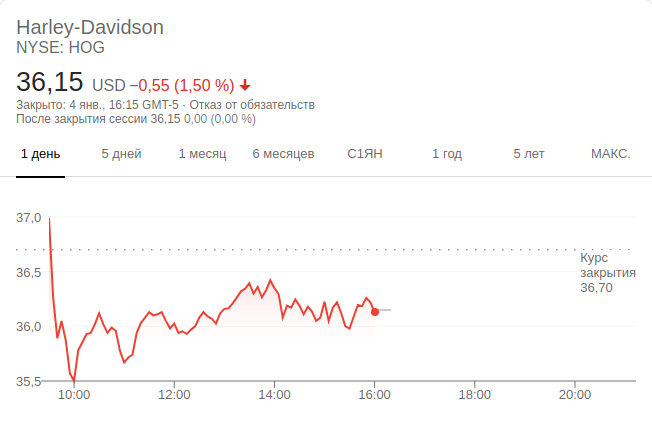 Harley-Davidson
NYSE: HOG
36,15 USD −0,55 (1,50 %)
Закрыто: 4 янв., 16:15 GMT-5 · Отказ от обязательств
После закрытия сессии 36,15 0,00 (0,00 %)
1 день 5 дней 1 месяц 6 месяцев С1ЯН 1 год 5 лет МАКС.
37,0
Курс
закрытия
36,70
36,5
36,0
35,5
10:00 12:00 14:00 16:00 18:00 20:00